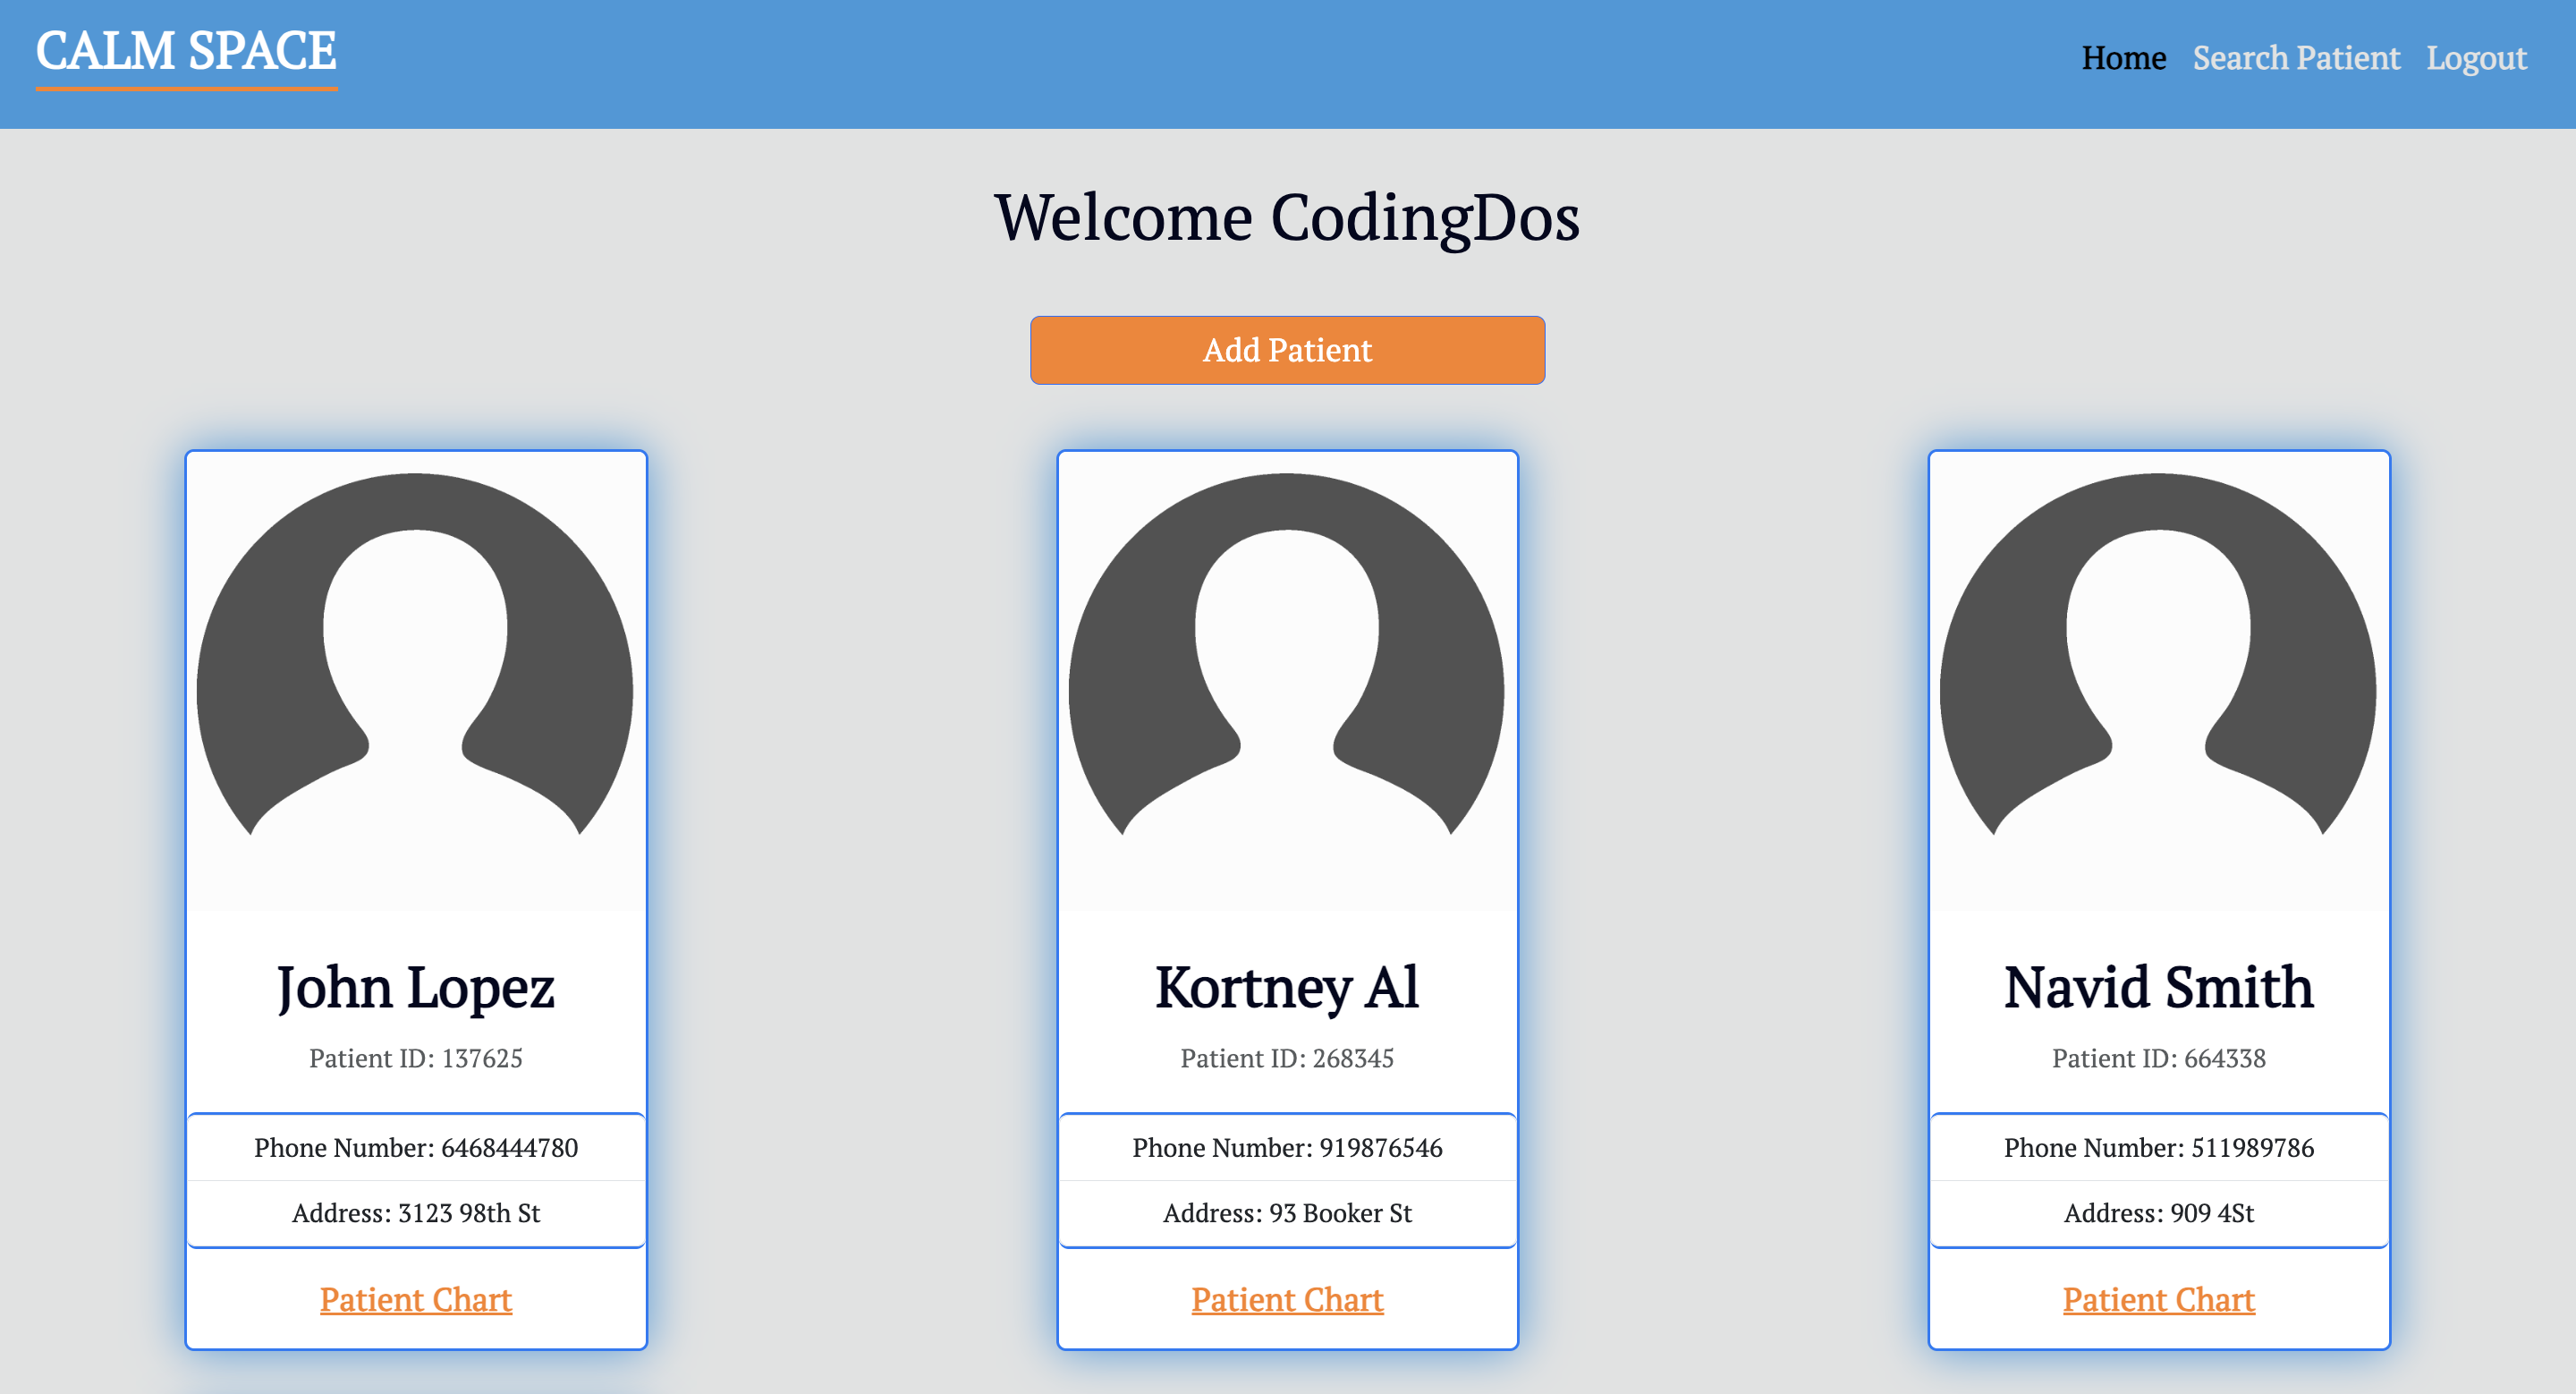 CALM SPACE
Home Search Patient Logout
Welcome CodingDos
Add Patient
John Lopez
Patient ID: 137625
Phone Number: 6468444780
Address: 3123 98th St
Patient Chart
Kortney Al
Patient ID: 268345
Phone Number: 919876546
Address: 93 Booker St
Patient Chart
Navid Smith
Patient ID: 664338
Phone Number: 511989786
Address: 909 4St
Patient Chart